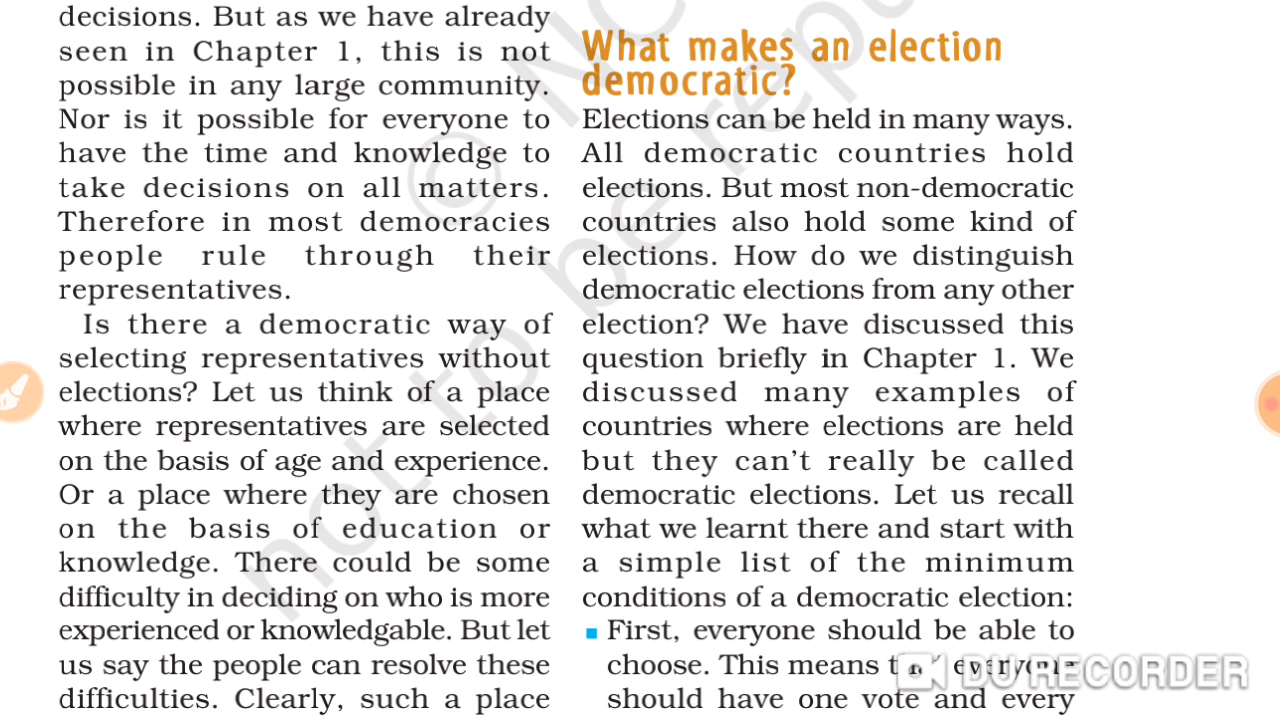 decisions. But as we have already
seen in Chapter 1, this is not
possible in any large community.
Nor is it possible for everyone to
have the time and knowledge to
take decisions on all matters.
Therefore in most democracies
people rule through their
representatives.
Is there a democratic way of
selecting representatives without
elections? Let us think of a place
where representatives are selected
on the basis of age and experience.
Or a place where they are chosen
on the basis of education or
knowledge. There could be some
difficulty in deciding on who is more
experienced or knowledgable. But let
us say the people can resolve these
difficulties. Clearly, such a place
What makes an election
democratic?
Elections can be held in many ways.
All democratic countries hold
elections. But most non-democratic
countries also hold some kind of
elections. How do we distinguish
democratic elections from any other
election? We have discussed this
question briefly in Chapter 1. We
discussed many examples of
countries where elections are held
but they can't really be called
democratic elections. Let us recall
what we learnt there and start with
a simple list of the minimum
conditions of a democratic election:
▪ First, everyone should be able to
choose. This means everyone
should have one vote and every
© NC
not to be repu
DU RECORDER